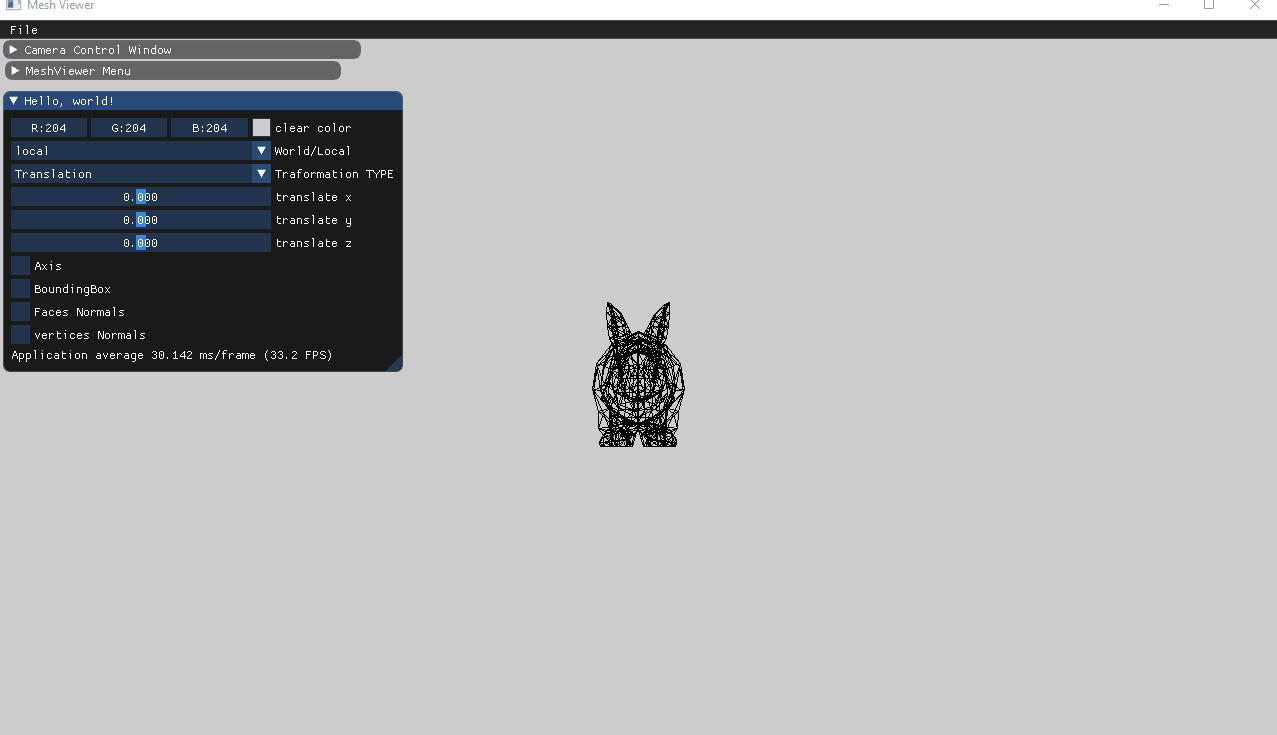 Mesh Viewer
File
Camera Control Window
MeshViewer Menu
Hello, world!
R:204 G:204 B:204 clear color
local World/Local
Translation Traformation TYPE
0.000 translate x
0.000 translate y
0.000 translate z
Axis
BoundingBox
Faces Normals
vertices Normals
Application average 30.142 ms/frame (33.2 FPS)